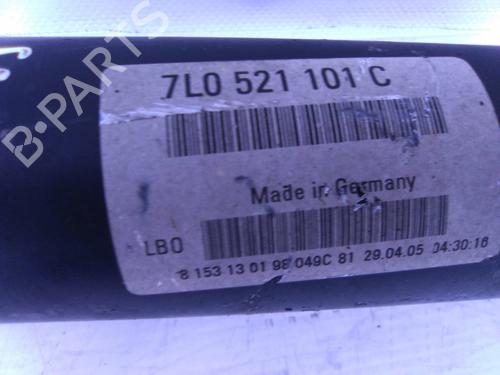 B-PARTS
7L0 521 101 C
Made in Germany
LBO
8 153 13 01 98 049C 81 29.04.05 04:30:16